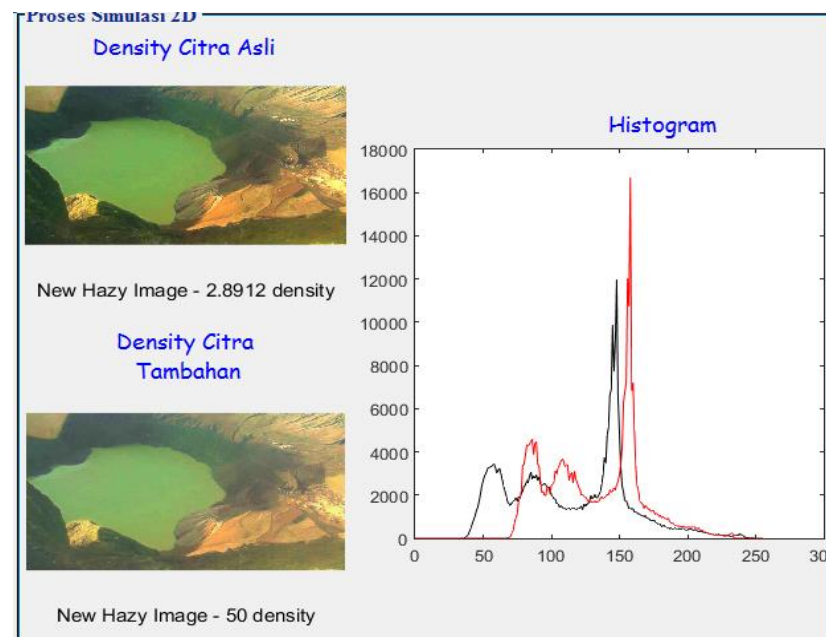 Proses Simulasi 2D
Density Citra Asli
New Hazy Image - 2.8912 density
Density Citra
Tambahan
New Hazy Image - 50 density
Histogram
18000
16000
14000
12000
10000
8000
6000
4000
2000
0
0 50 100 150 200 250 300